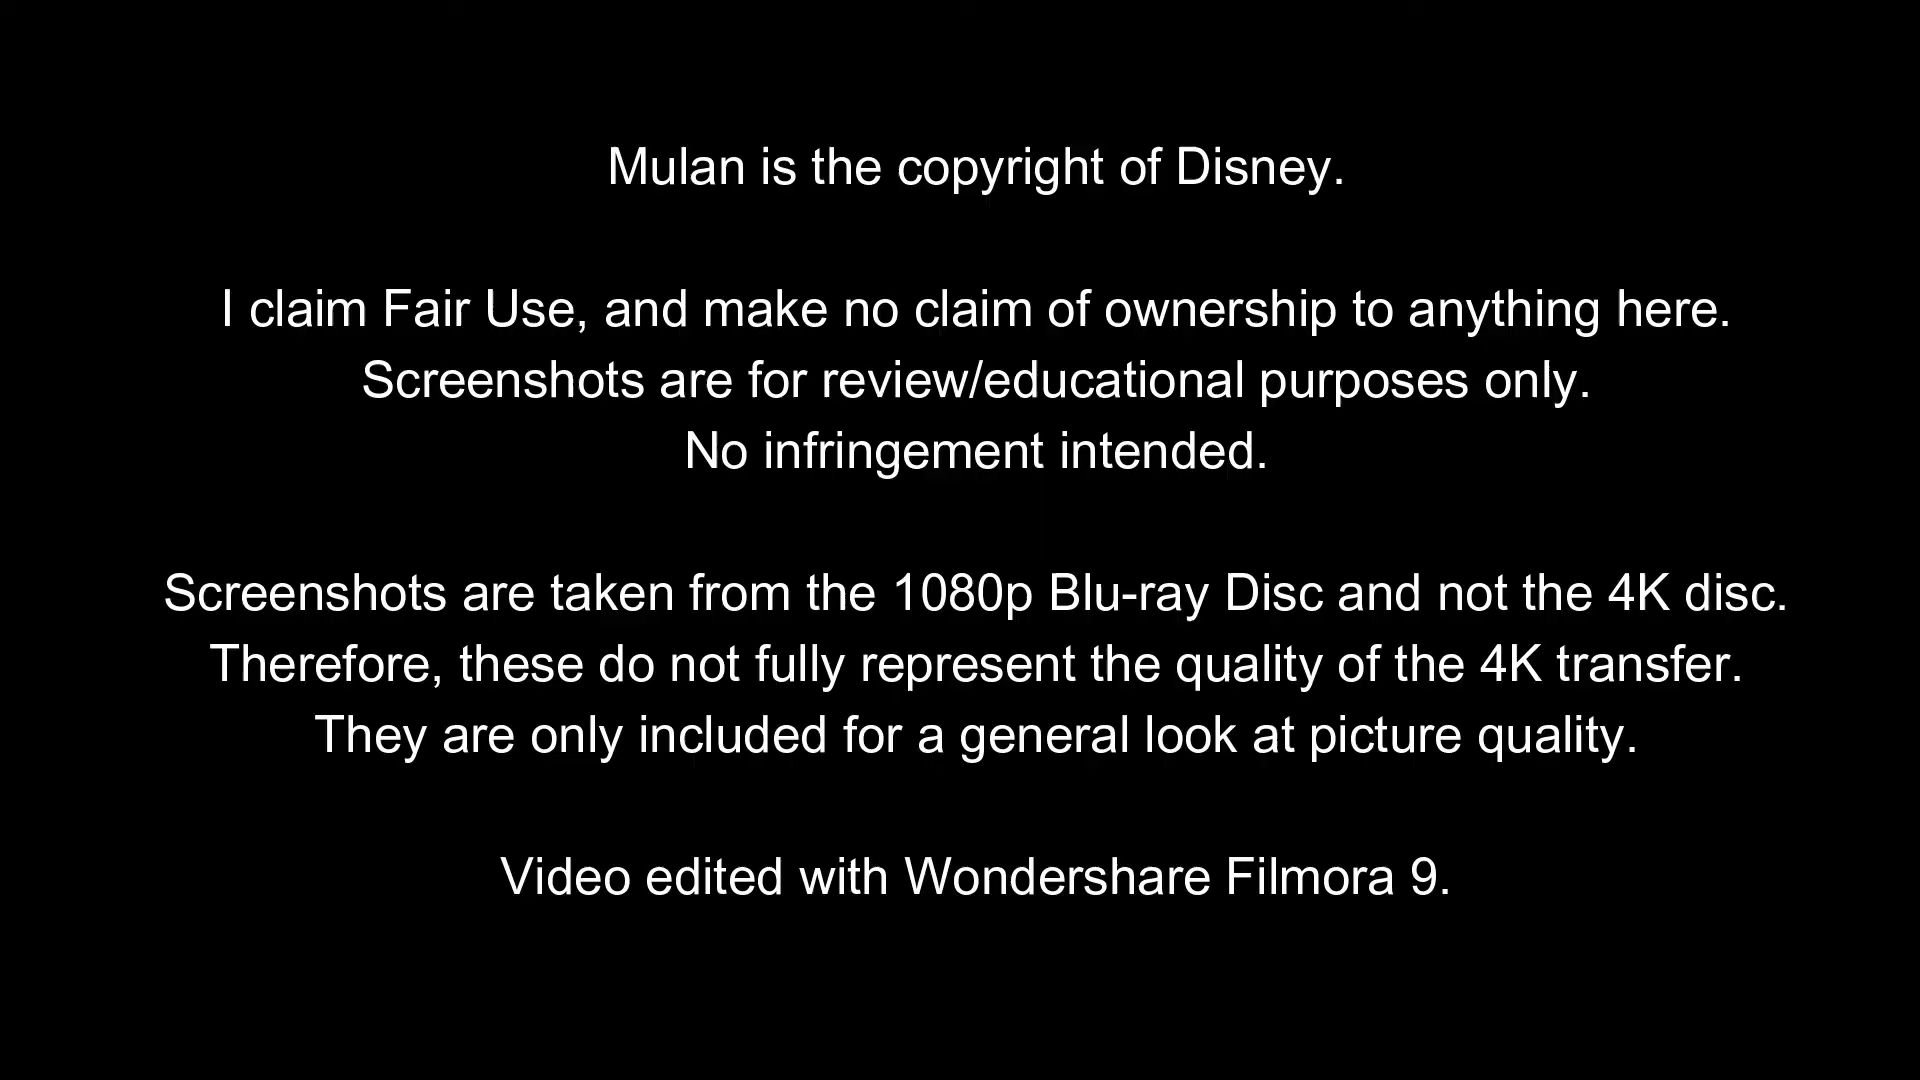 Mulan is the copyright of Disney.
I claim Fair Use, and make no claim of ownership to anything here.
Screenshots are for review/educational purposes only.
No infringement intended.
Screenshots are taken from the 1080p Blu-ray Disc and not the 4K disc.
Therefore, these do not fully represent the quality of the 4K transfer.
They are only included for a general look at picture quality.
Video edited with Wondershare Filmora 9.